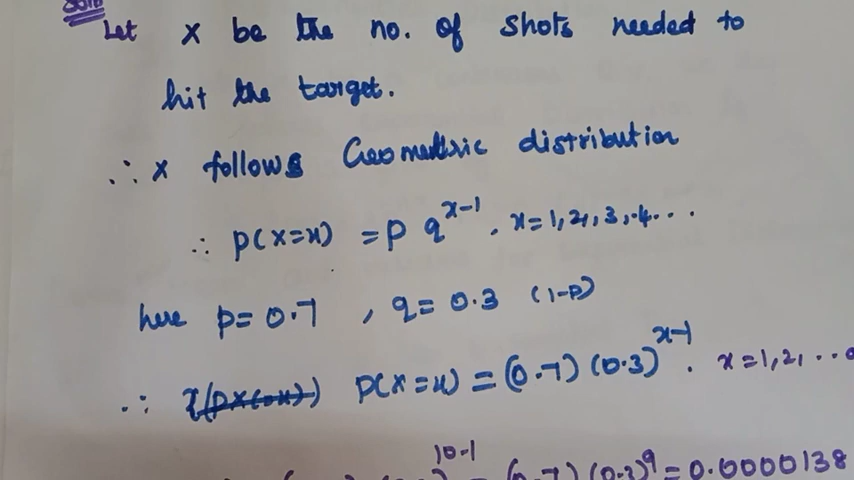 Soln
Let X be the no. of shots needed to
hit the target.
∴ X follows Geometric distribution
∴ P(X=x) = p q^{x-1}, x=1,2,3,4...
here p=0.7, q=0.3 (1-p)
∴ P(X=x) = (0.7) (0.3)^{x-1}. x=1,2,...
10-1 = (0.7) (0.3)^9 = 0.0000138